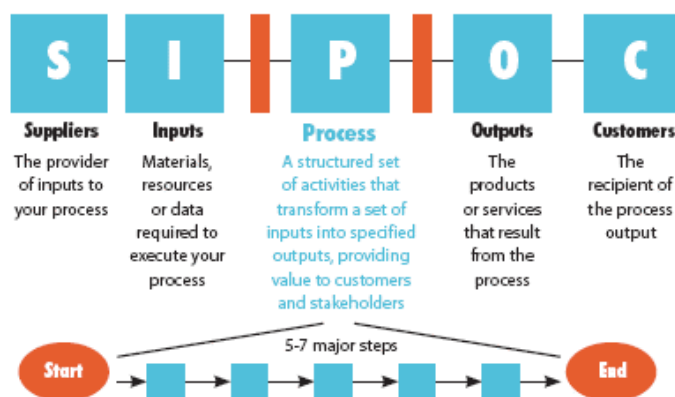 S I P O C
Suppliers
The provider
of inputs to
your process
Inputs
Materials,
resources
or data
required to
execute your
process
Process
A structured set
of activities that
transform a set of
inputs into specified
outputs, providing
value to customers
and stakeholders
Outputs
The
products
or services
that result
from the
process
Customers
The
recipient of
the process
output
5-7 major steps
Start
End